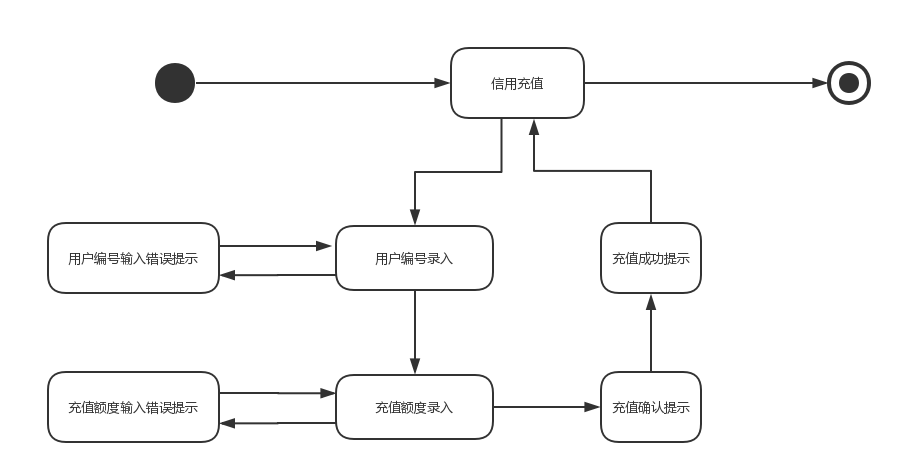 信用充值
用户编号输入错误提示
用户编号录入
充值成功提示
充值额度输入错误提示
充值额度录入
充值确认提示